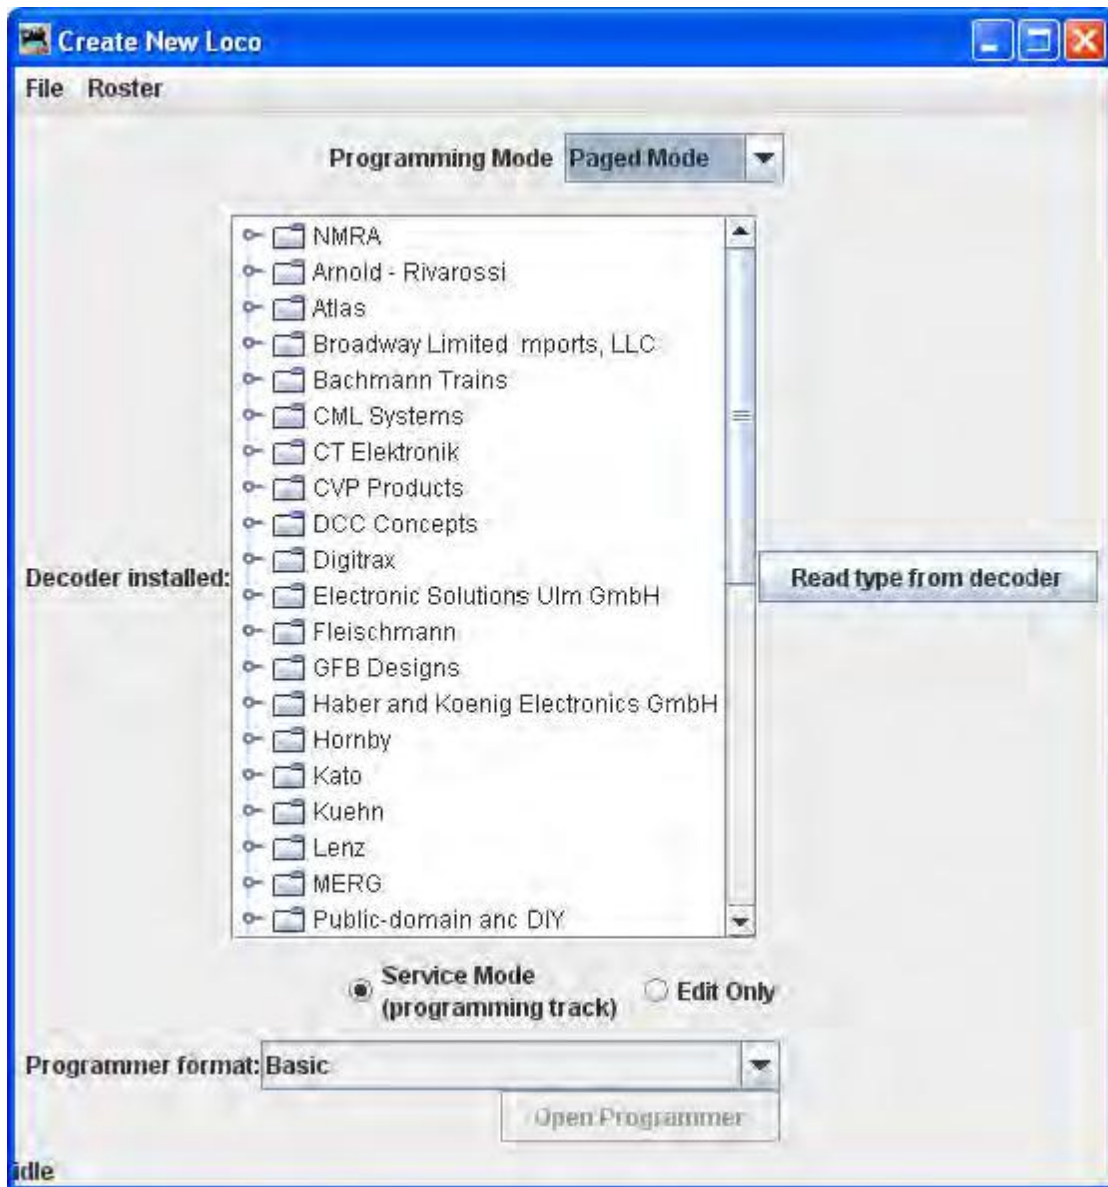 Create New Loco
File Roster
Programming Mode Paged Mode
NMRA
Arnold - Rivarossi
Atlas
Broadway Limited mports, LLC
Bachmann Trains
CML Systems
CT Elektronik
CVP Products
DCC Concepts
Digitrax
Decoder installed:
Read type from decoder
Electronic Solutions Ulm GmbH
Fleischmann
GFB Designs
Haber and Koenig Electronics GmbH
Hornby
Kato
Kuehn
Lenz
MERG
Public-domain anc DIY
Service Mode
(programming track)
Edit Only
Programmer format: Basic
Open Programmer
idle